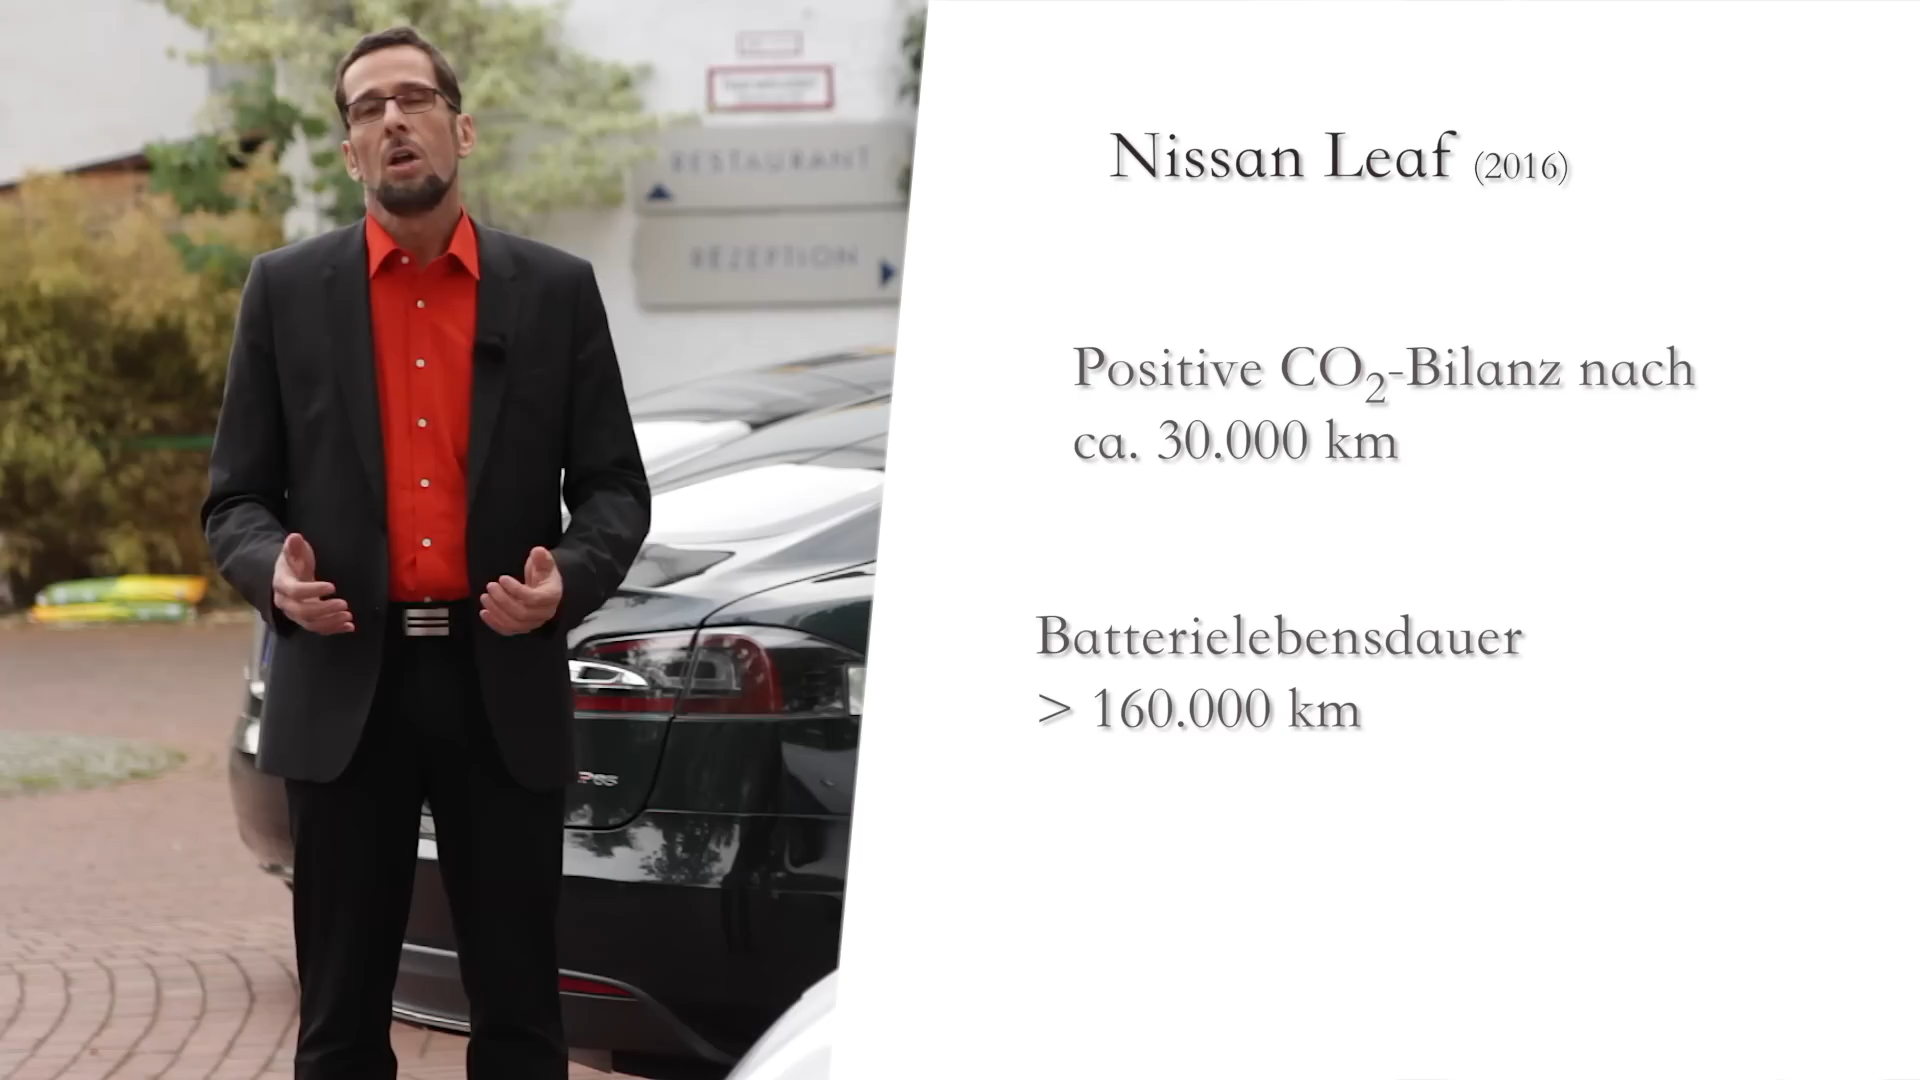 RESTAURANT
REZEPTION
Nissan Leaf (2016)
Positive CO₂-Bilanz nach
ca. 30.000 km
Batterielebensdauer
> 160.000 km